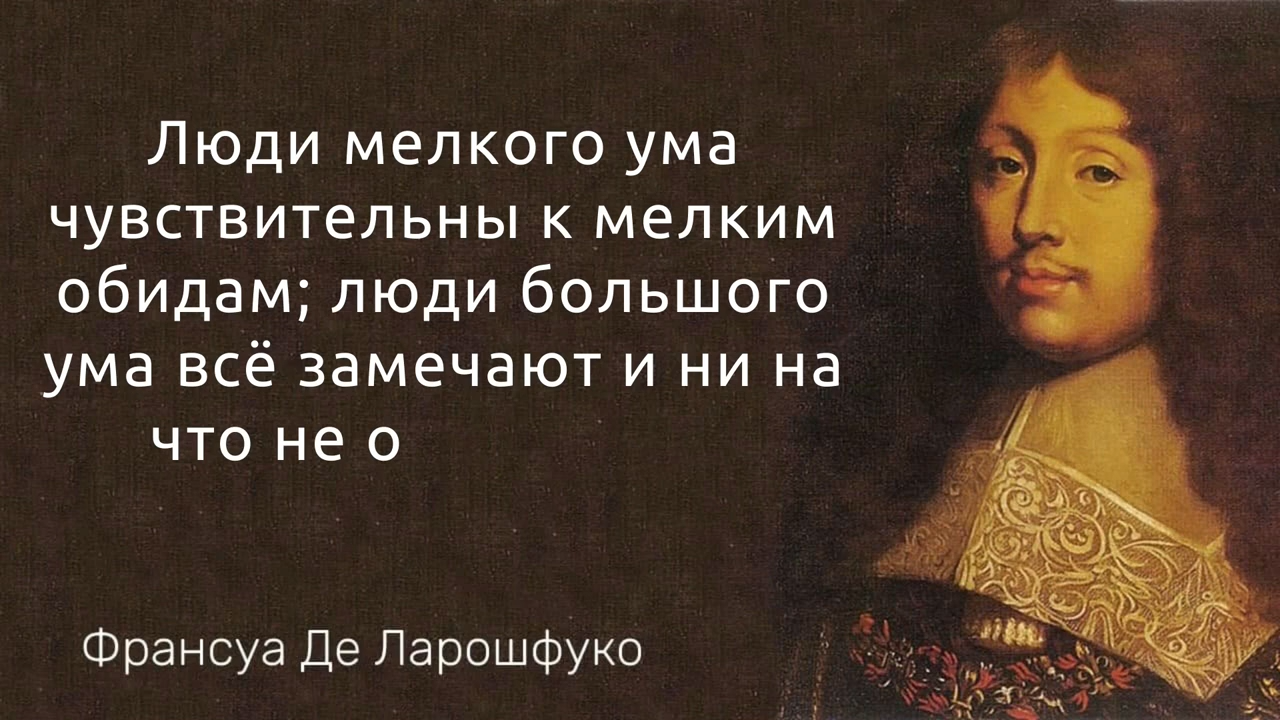 Люди мелкого ума
чувствительны к мелким
обидам; люди большого
ума всё замечают и ни на
что не о
Франсуа Де Ларошфуко